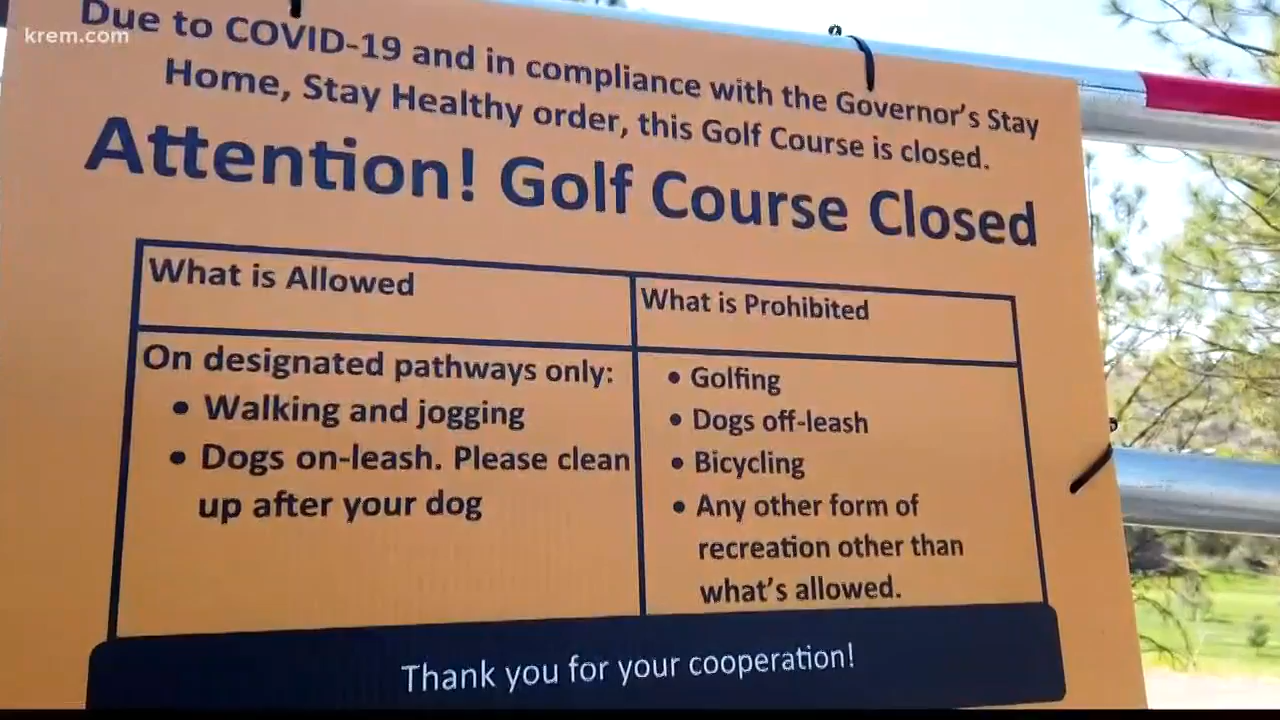 krem.com
Due to COVID-19 and in compliance with the Governor's Stay
Home, Stay Healthy order, this Golf Course is closed.
Attention! Golf Course Closed
What is Allowed
What is Prohibited
On designated pathways only:
• Walking and jogging
• Dogs on-leash. Please clean
up after your dog
• Golfing
• Dogs off-leash
• Bicycling
• Any other form of
recreation other than
what's allowed.
Thank you for your cooperation!